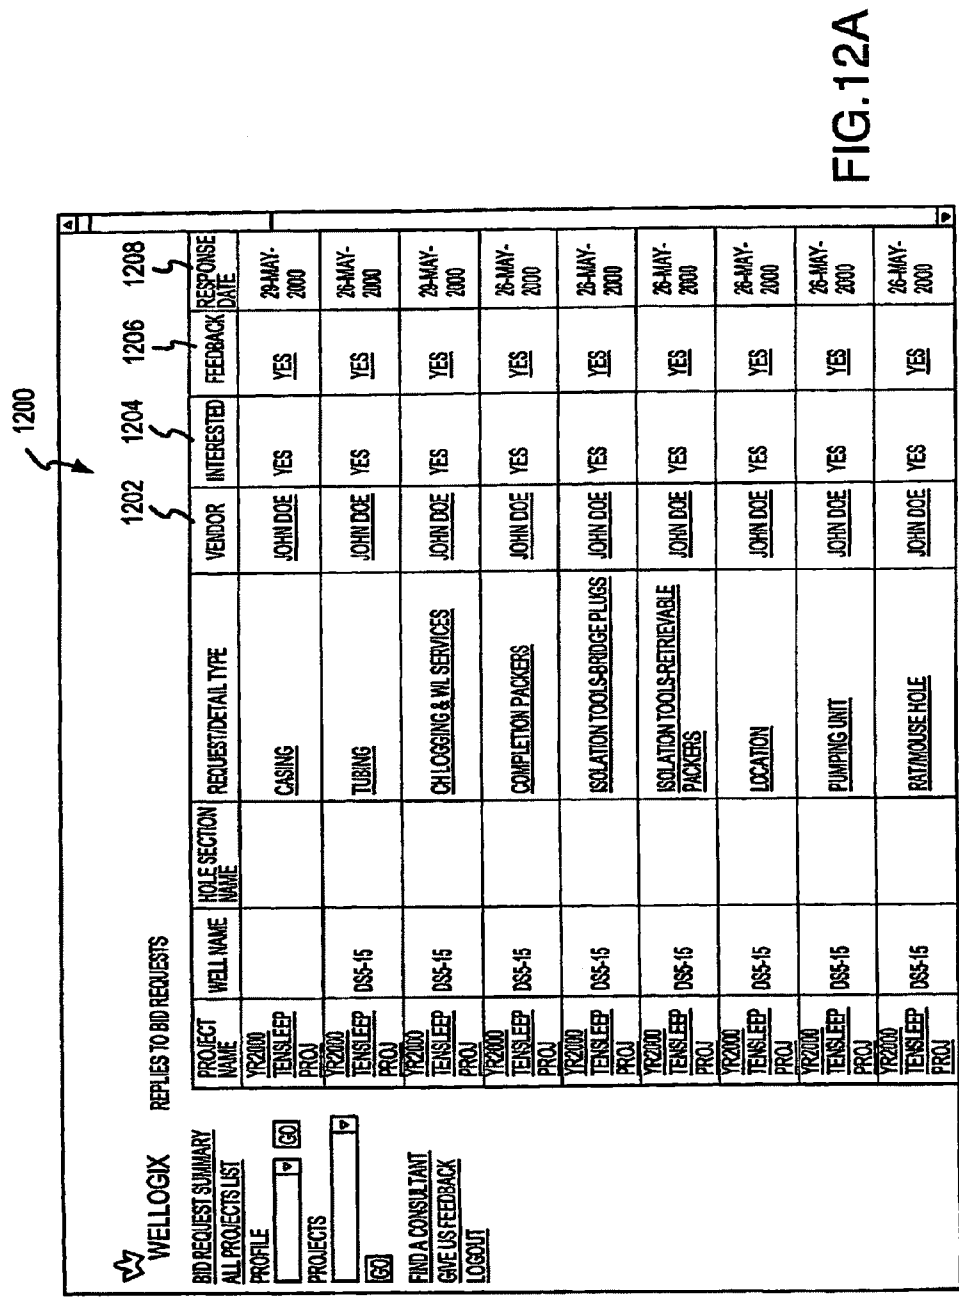 1200
1202 1204 1206 1208
WELLOGIX REPLIES TO BID REQUESTS
BID REQUEST SUMMARY
ALL PROJECTS LIST
PROFILE
GO
PROJECTS
GO
FIND A CONSULTANT
GIVE US FEEDBACK
LOGOUT
PROJECT NAME WELL NAME HOLE SECTION NAME REQUEST/DETAIL TYPE VENDOR INTERESTED FEEDBACK RESPONSE DATE
YR2000 TENSLEEP PROJ CASING JOHN DOE YES YES 29-MAY-2000
YR2000 TENSLEEP PROJ DS5-15 TUBING JOHN DOE YES YES 26-MAY-2000
YR2000 TENSLEEP PROJ DS5-15 CH LOGGING & WL SERVICES JOHN DOE YES YES 29-MAY-2000
YR2000 TENSLEEP PROJ DS5-15 COMPLETION PACKERS JOHN DOE YES YES 26-MAY-2000
YR2000 TENSLEEP PROJ DS5-15 ISOLATION TOOLS-BRIDGE PLUGS JOHN DOE YES YES 26-MAY-2000
YR2000 TENSLEEP PROJ DS5-15 ISOLATION TOOLS-RETRIEVABLE PACKERS JOHN DOE YES YES 26-MAY-2000
YR2000 TENSLEEP PROJ DS5-15 LOCATION JOHN DOE YES YES 26-MAY-2000
YR2000 TENSLEEP PROJ DS5-15 PUMPING UNIT JOHN DOE YES YES 26-MAY-2000
YR2000 TENSLEEP PROJ DS5-15 RAT/MOUSE HOLE JOHN DOE YES YES 26-MAY-2000
FIG.12A